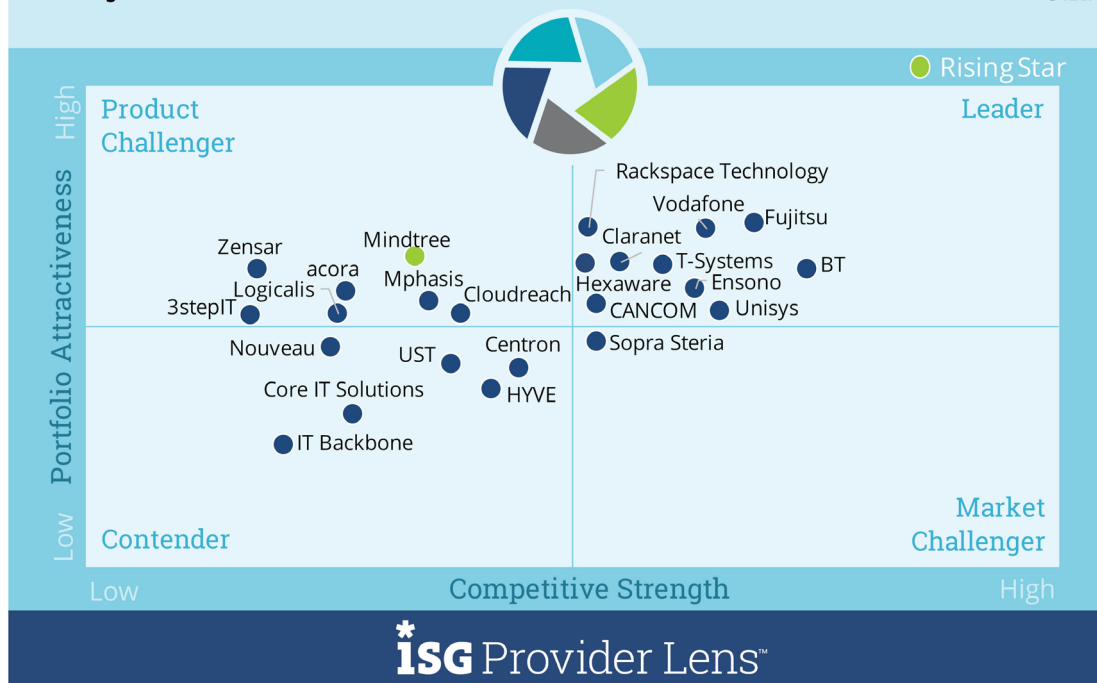 Rising Star
High
Product
Challenger
Leader
Rackspace Technology
Vodafone
Fujitsu
Claranet
Mindtree
Zensar
acora
T-Systems
BT
Mphasis
Hexaware
Ensono
Logicalis
Cloudreach
3stepIT
CANCOM
Unisys
Portfolio Attractiveness
Nouveau
UST
Centron
Sopra Steria
Core IT Solutions
HYVE
IT Backbone
Low
Contender
Market
Challenger
Low
Competitive Strength
High
*ISG Provider Lens™